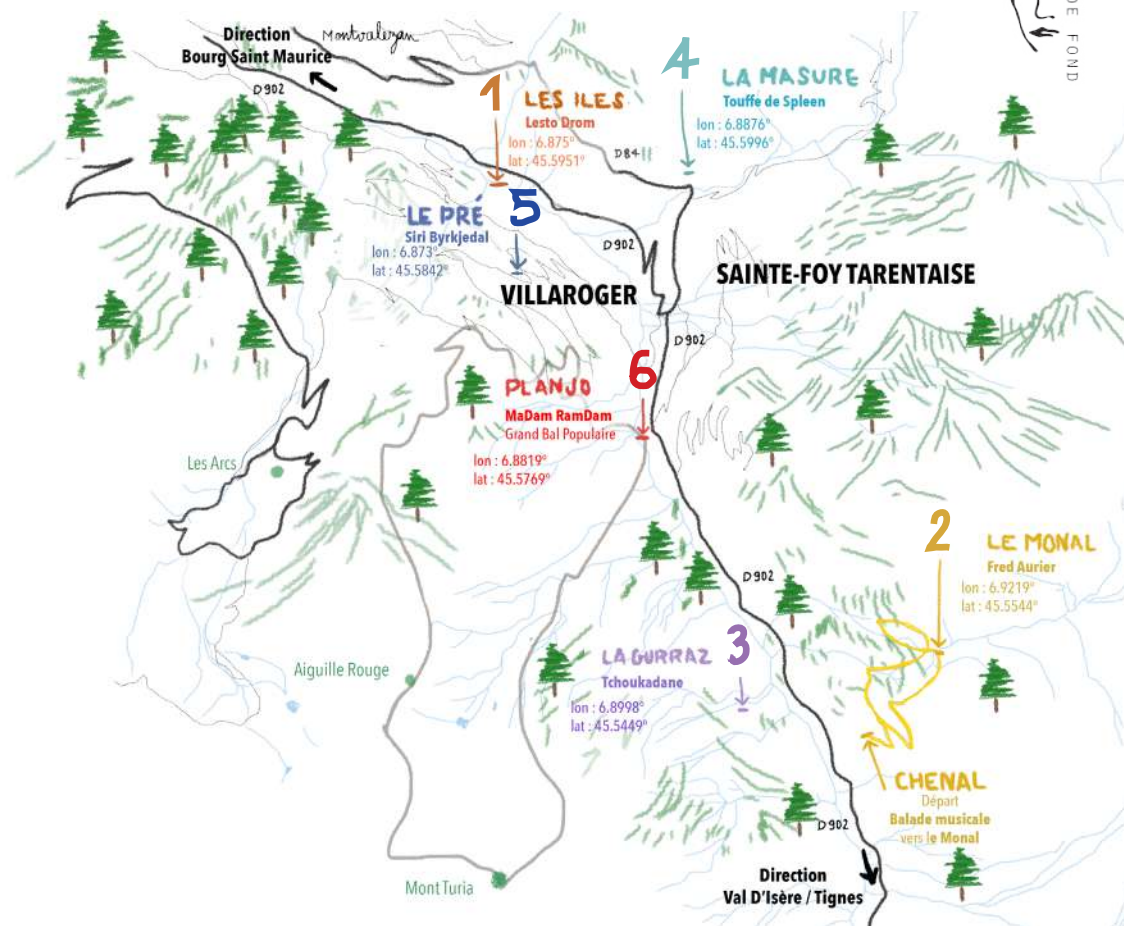 DE FOND
Direction
Bourg Saint Maurice
Montvalezan
D902
1
LES ILES
Lesto Drom
lon : 6.875°
lat : 45.5951°
4
LA MASURE
Touffe de Spleen
lon : 6.8876°
lat : 45.5996°
D84
5
LE PRÉ
Siri Byrkjedal
lon : 6.873°
lat : 45.5842°
D902
VILLAROGER
SAINTE-FOY TARENTAISE
D902
6
PLANJO
MaDam RamDam
Grand Bal Populaire
lon : 6.8819°
lat : 45.5769°
Les Arcs
2
LE MONAL
Fred Aurier
lon : 6.9219°
lat : 45.5544°
D902
3
LA GURRAZ
Tchoukadane
lon : 6.8998°
lat : 45.5449°
Aiguille Rouge
CHENAL
Départ
Balade musicale
vers le Monal
D902
Mont Turia
Direction
Val D'Isère / Tignes